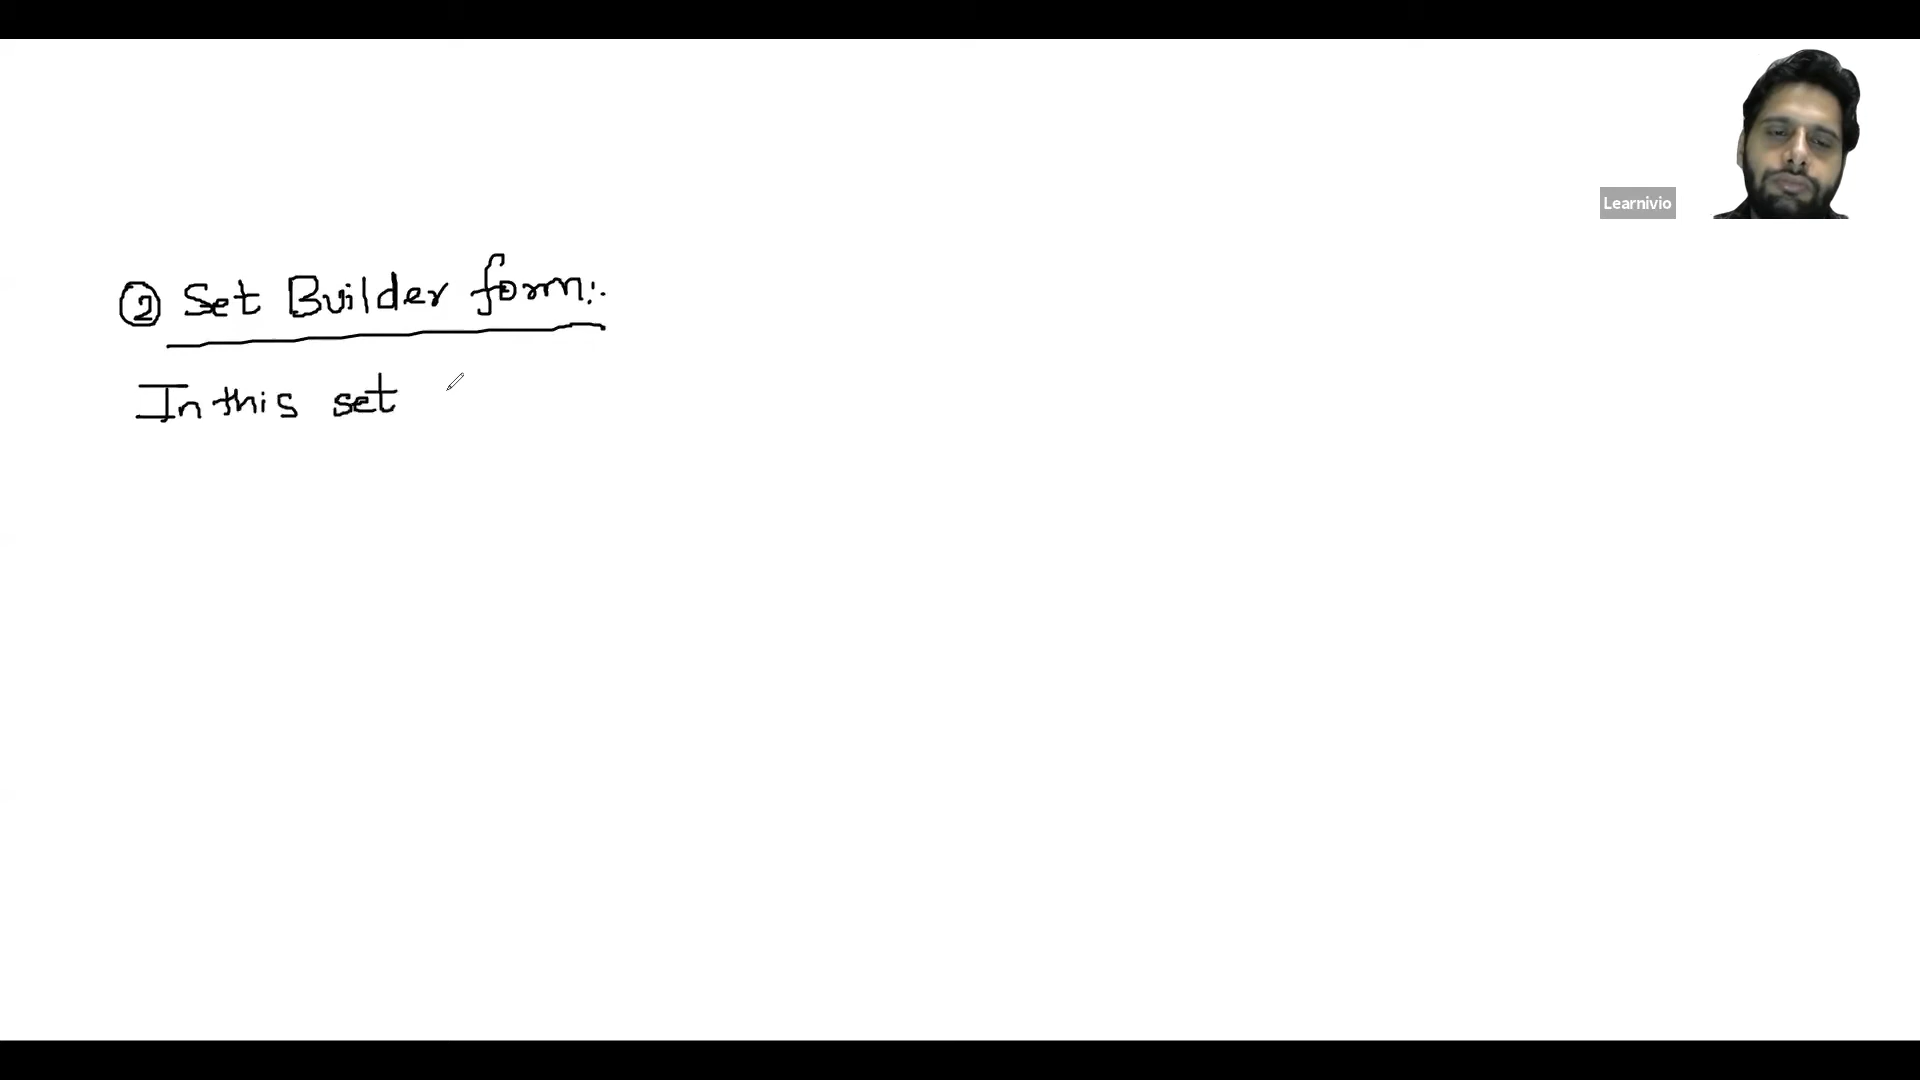 Learnivio
② Set Builder form:-
In this set